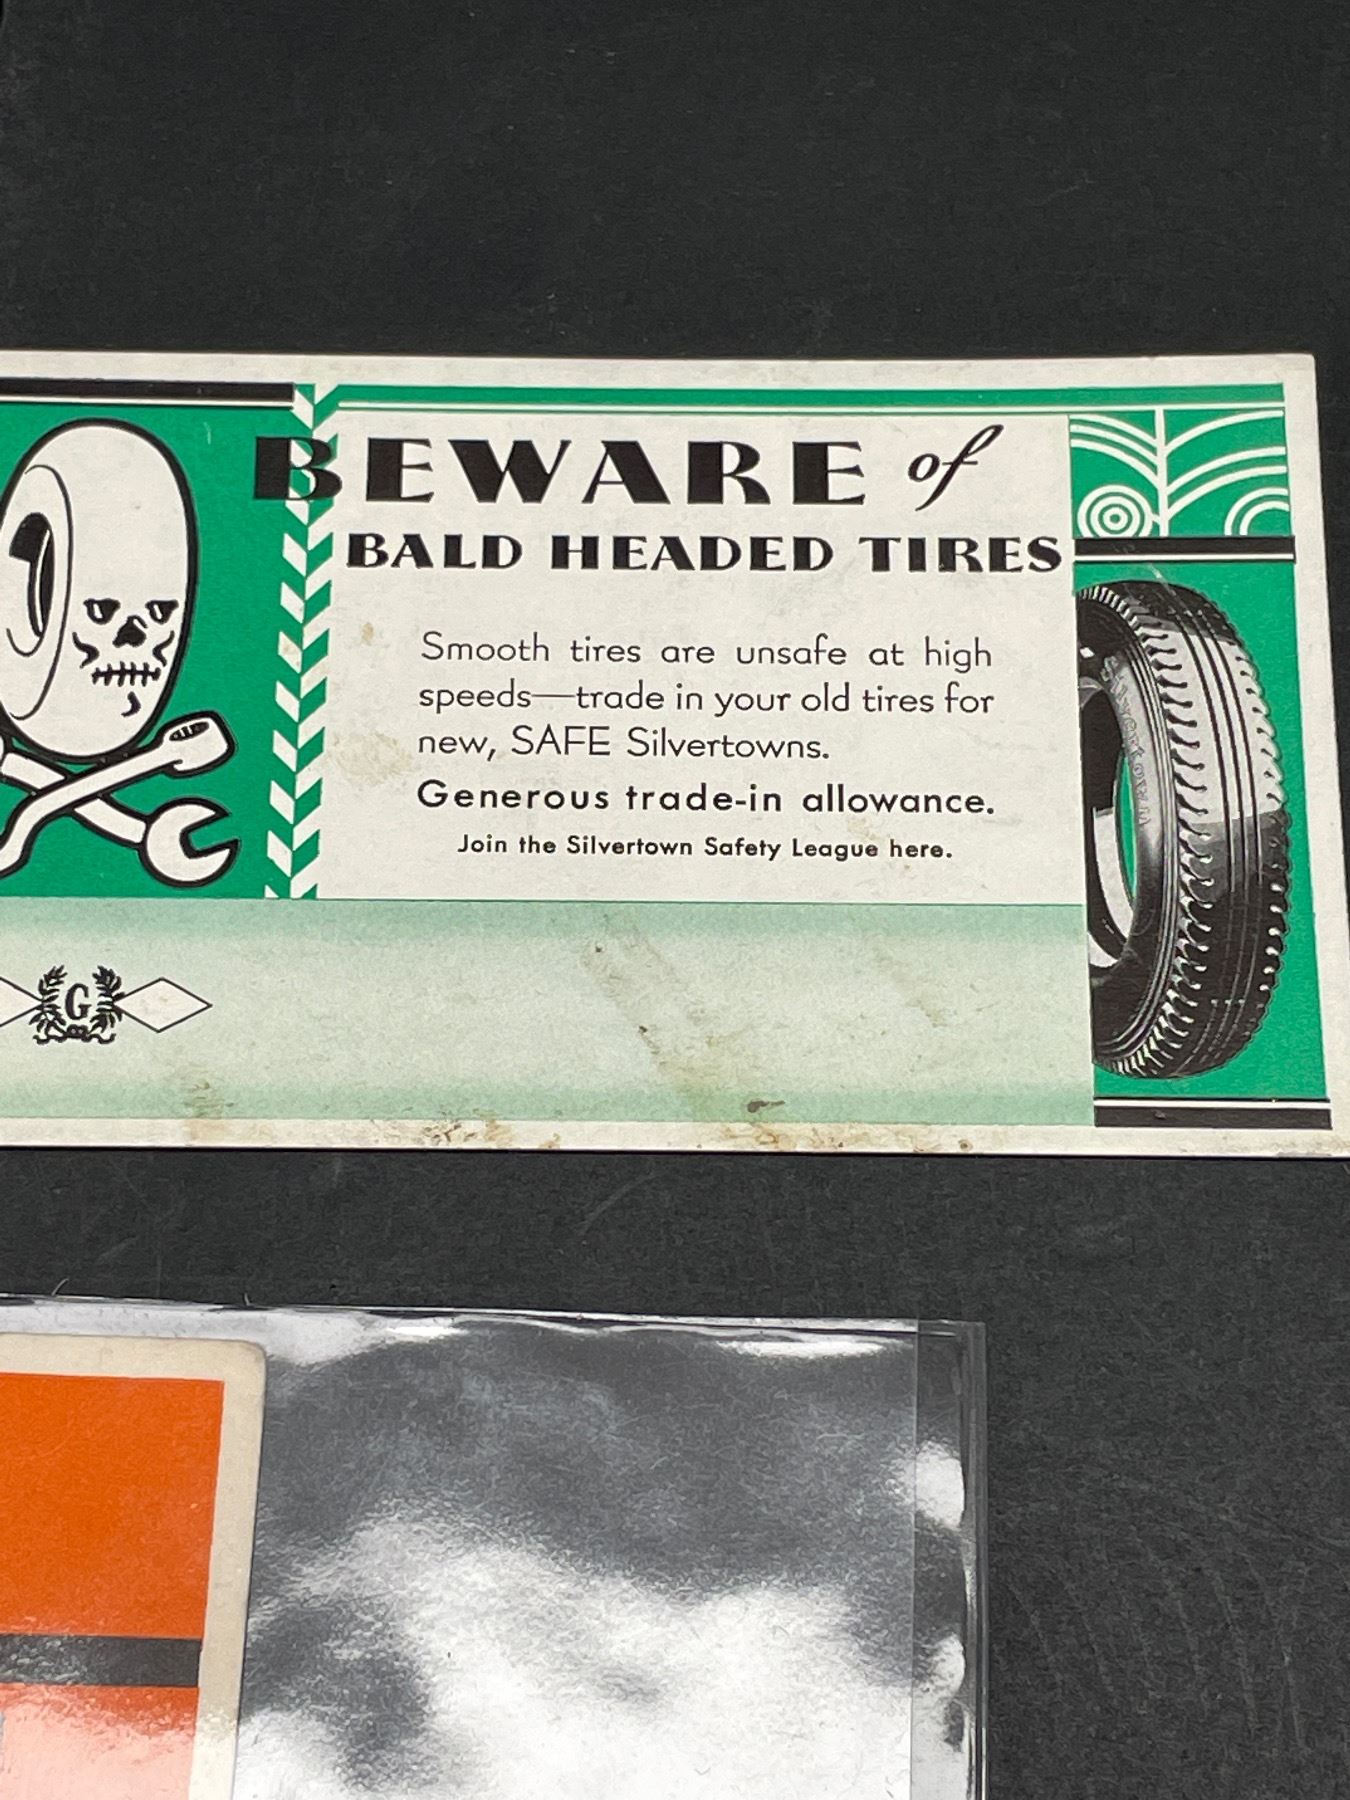 BEWARE of
BALD HEADED TIRES
Smooth tires are unsafe at high
speeds—trade in your old tires for
new, SAFE Silvertowns.
Generous trade-in allowance.
Join the Silvertown Safety League here.
G
Silvertown